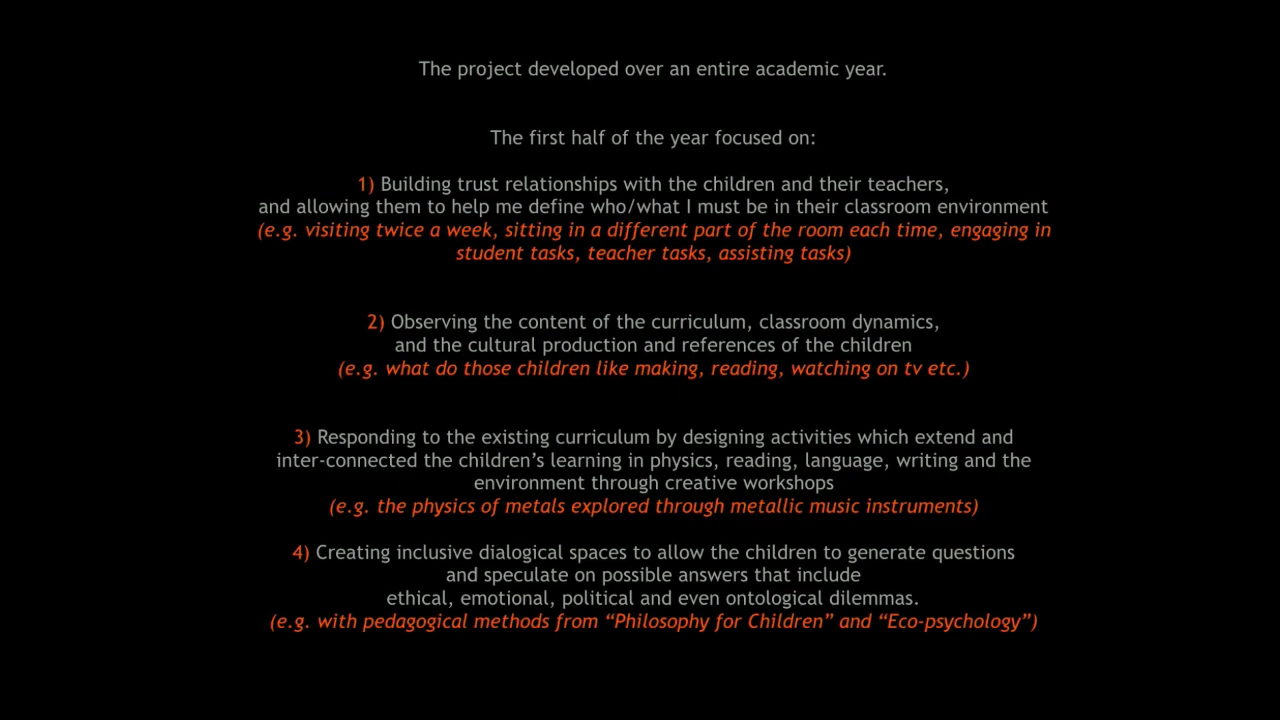 The project developed over an entire academic year.
The first half of the year focused on:
1) Building trust relationships with the children and their teachers,
and allowing them to help me define who/what I must be in their classroom environment
(e.g. visiting twice a week, sitting in a different part of the room each time, engaging in
student tasks, teacher tasks, assisting tasks)
2) Observing the content of the curriculum, classroom dynamics,
and the cultural production and references of the children
(e.g. what do those children like making, reading, watching on tv etc.)
3) Responding to the existing curriculum by designing activities which extend and
inter-connected the children’s learning in physics, reading, language, writing and the
environment through creative workshops
(e.g. the physics of metals explored through metallic music instruments)
4) Creating inclusive dialogical spaces to allow the children to generate questions
and speculate on possible answers that include
ethical, emotional, political and even ontological dilemmas.
(e.g. with pedagogical methods from “Philosophy for Children” and “Eco-psychology”)